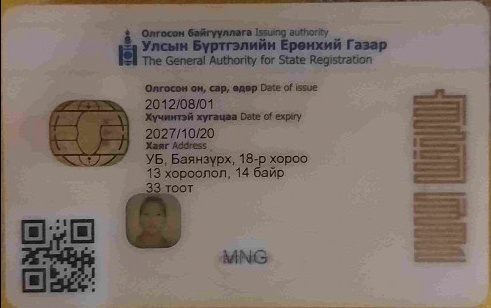 Олгосон байгууллага Issuing authority
Улсын Бүртгэлийн Ерөнхий Газар
The General Authority for State Registration
Олгосон он, сар, өдөр Date of issue
2012/08/01
Хүчинтэй хугацаа Date of expiry
2027/10/20
Хаяг Address
УБ, Баянзүрх, 18-р хороо
13 хороолол, 14 байр
33 тоот
MNG